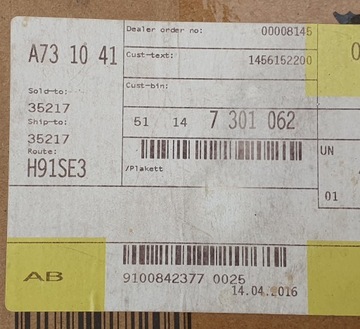 Dealer order no: 00008145
A73 10 41
Cust-text: 1456152200
Cust-bin:
Sold-to:
35217
Ship-to:
35217
Route:
H91SE3
51 14 7 301 062
/Plakett
UN
01
AB
9100842377 0025
14.04.2016